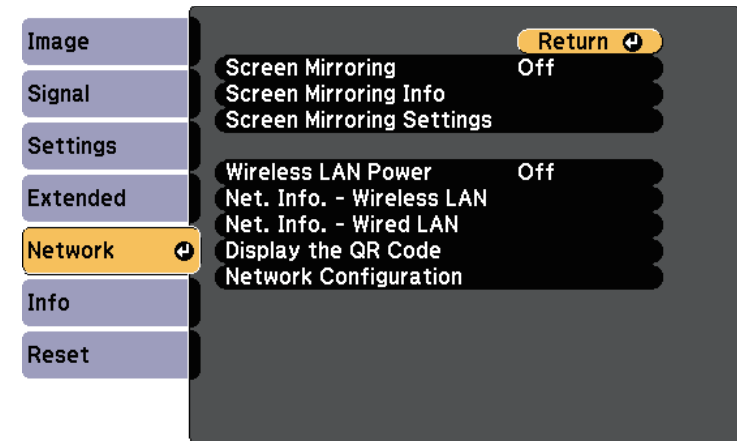 Image
Signal
Settings
Extended
Network
Info
Reset
Return
Screen Mirroring Off
Screen Mirroring Info
Screen Mirroring Settings
Wireless LAN Power Off
Net. Info. - Wireless LAN
Net. Info. - Wired LAN
Display the QR Code
Network Configuration